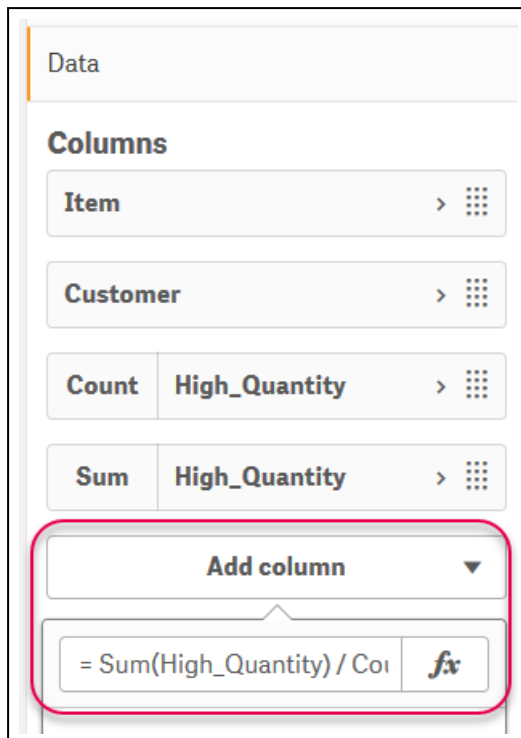 Data
Columns
Item
Customer
Count High_Quantity
Sum High_Quantity
Add column
= Sum(High_Quantity) / Cou fx